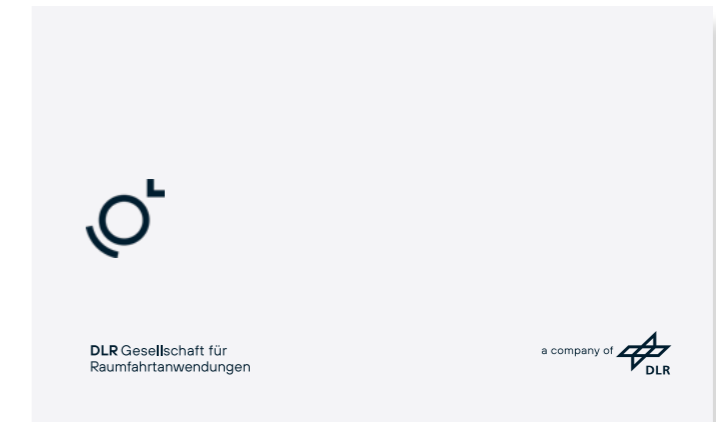 DLR Gesellschaft für
Raumfahrtanwendungen
a company of
DLR